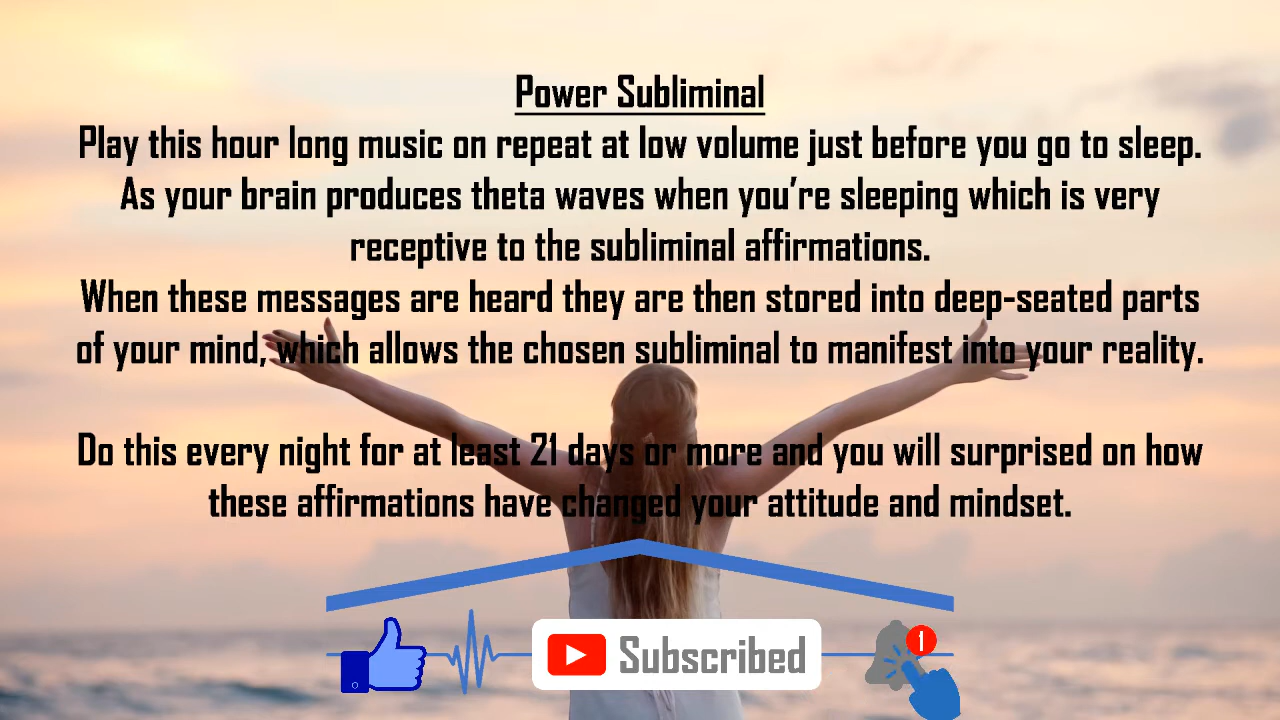 Power Subliminal
Play this hour long music on repeat at low volume just before you go to sleep.
As your brain produces theta waves when you’re sleeping which is very
receptive to the subliminal affirmations.
When these messages are heard they are then stored into deep-seated parts
of your mind, which allows the chosen subliminal to manifest into your reality.
Do this every night for at least 21 days or more and you will surprised on how
these affirmations have changed your attitude and mindset.
Subscribed
1